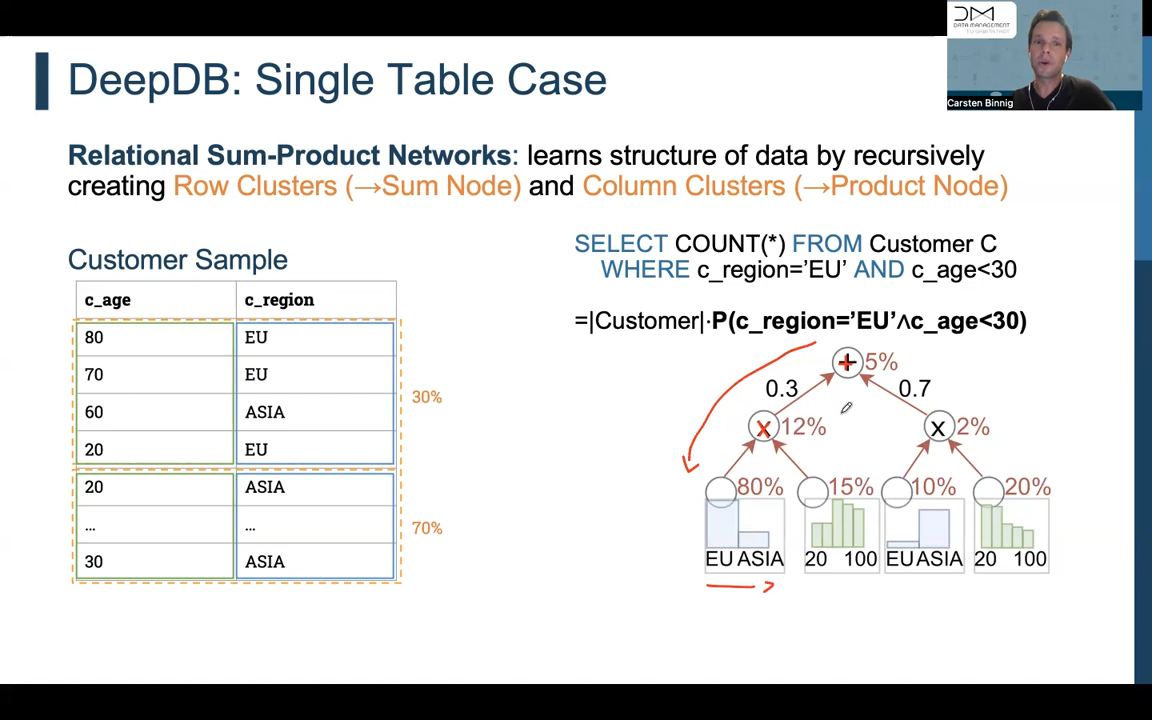 DATA MANAGEMENT
Carsten Binnig
DeepDB: Single Table Case
Relational Sum-Product Networks: learns structure of data by recursively
creating Row Clusters (→Sum Node) and Column Clusters (→Product Node)
Customer Sample
c_age c_region
80 EU
70 EU
60 ASIA
20 EU
20 ASIA
... ...
30 ASIA
30%
70%
SELECT COUNT(*) FROM Customer C
WHERE c_region='EU' AND c_age<30
=|Customer|·P(c_region='EU'∧c_age<30)
+ 5%
0.3 0.7
x 12% x 2%
80% 15% 10% 20%
EU ASIA 20 100 EU ASIA 20 100